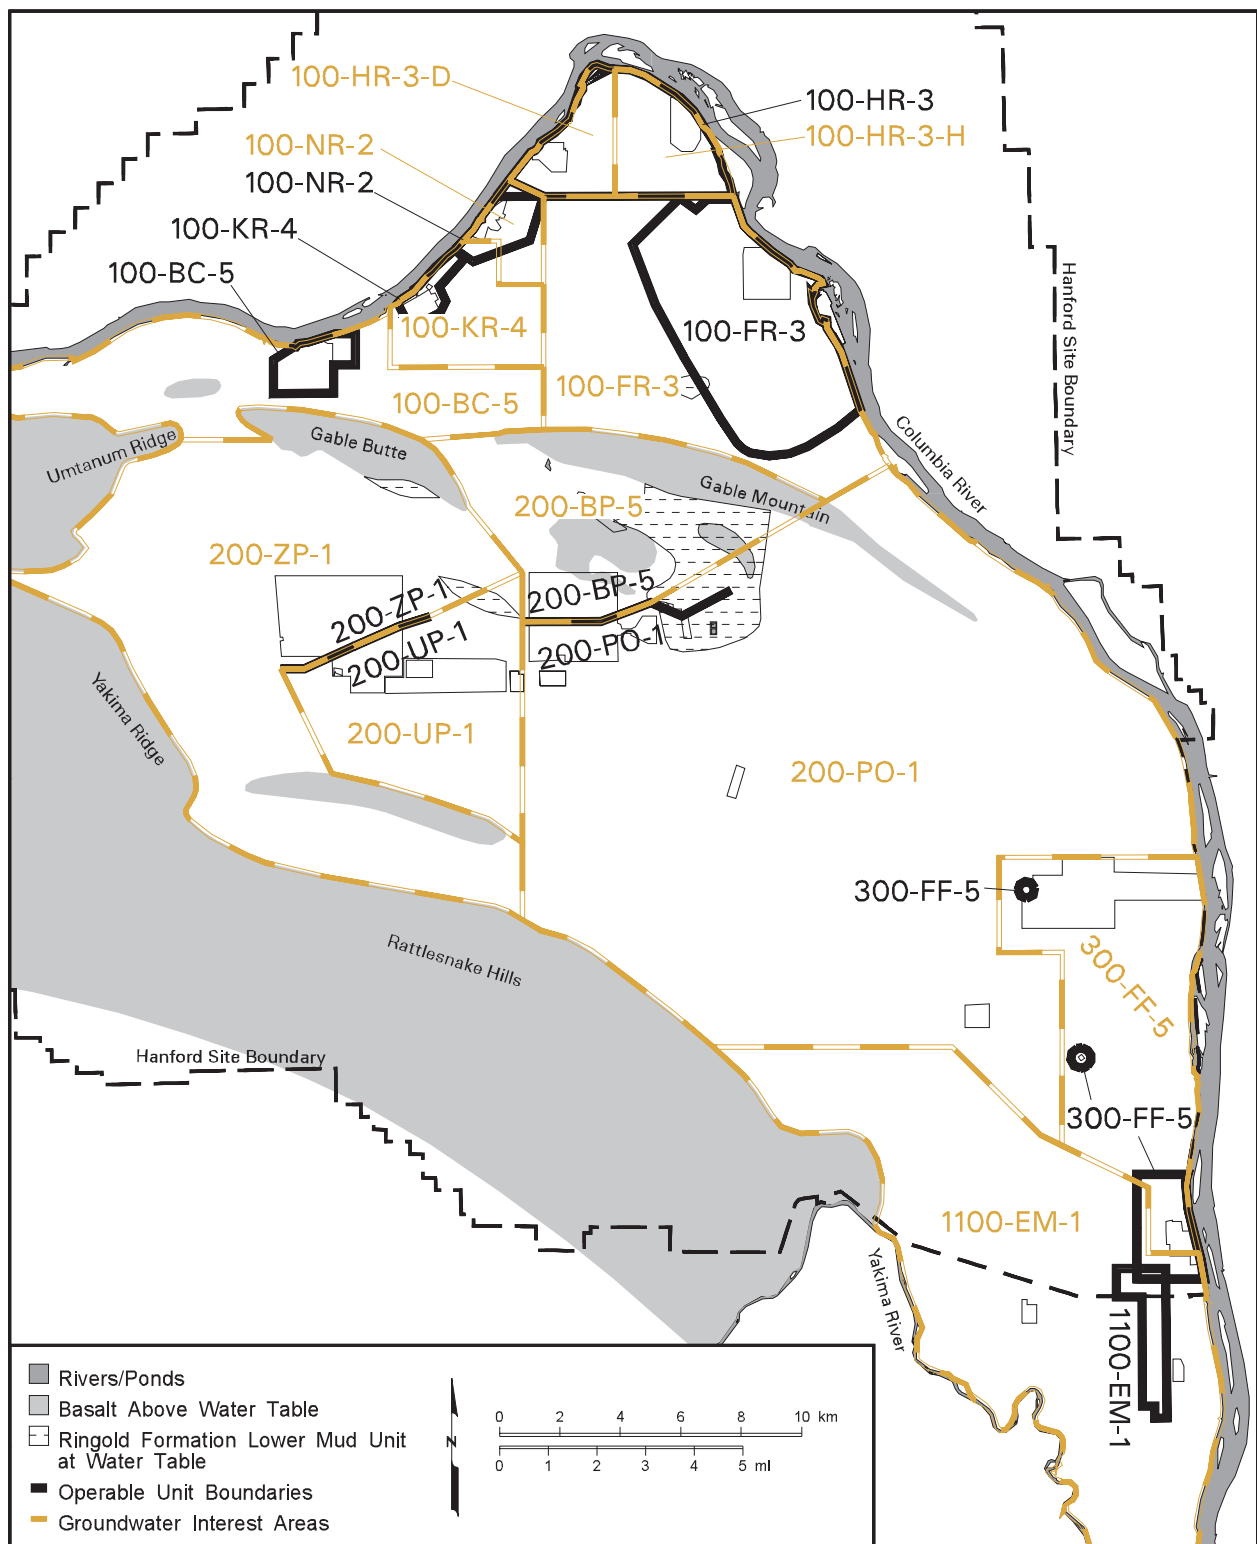 100-HR-3-D
100-HR-3
100-HR-3-H
100-NR-2
100-NR-2
100-KR-4
100-BC-5
Hanford Site Boundary
100-KR-4
100-FR-3
100-FR-3
100-BC-5
Umtanum Ridge
Gable Butte
Columbia River
Gable Mountain
200-BP-5
200-ZP-1
200-ZP-1
200-BP-5
200-UP-1
200-PO-1
Yakima Ridge
200-UP-1
200-PO-1
300-FF-5
300-FF-5
Rattlesnake Hills
Hanford Site Boundary
300-FF-5
1100-EM-1
Yakima River
1100-EM-1
Rivers/Ponds
Basalt Above Water Table
Ringold Formation Lower Mud Unit
at Water Table
Operable Unit Boundaries
Groundwater Interest Areas
N
0 2 4 6 8 10 km
0 1 2 3 4 5 mI